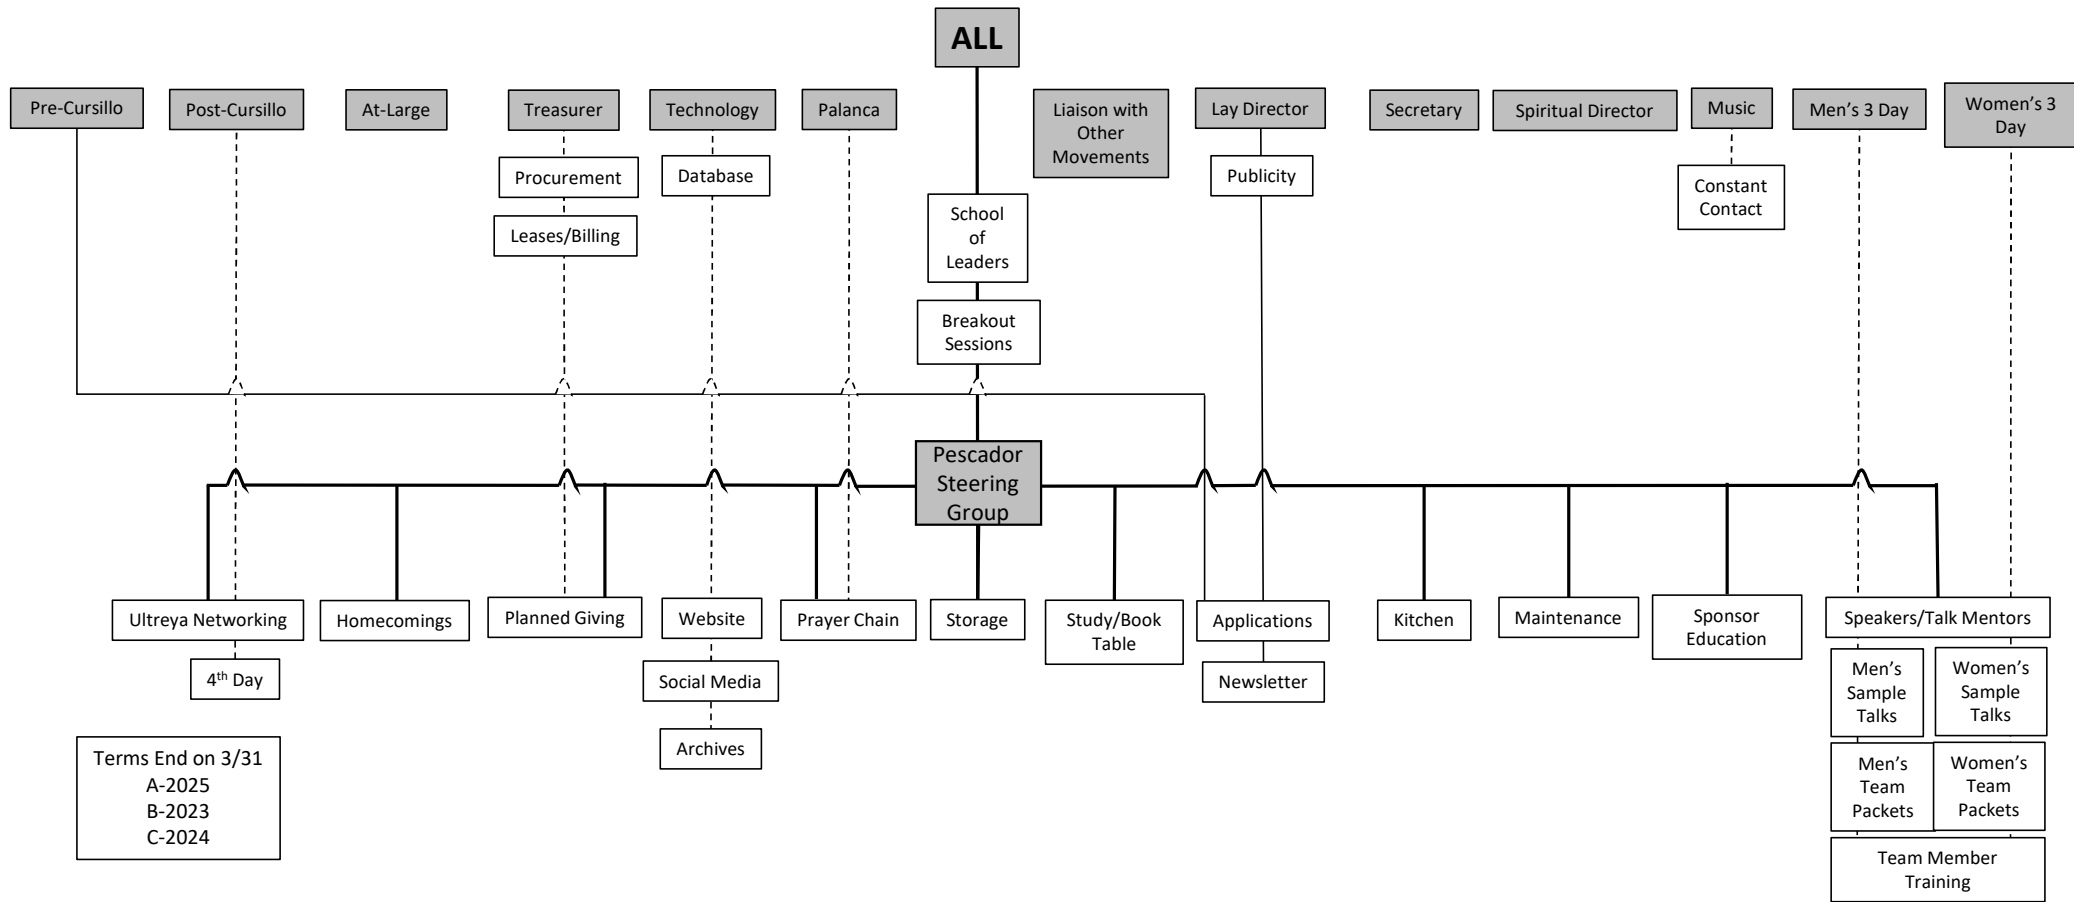 ALL
Pre-Cursillo
Post-Cursillo
At-Large
Treasurer
Technology
Palanca
Liaison with
Other
Movements
Lay Director
Secretary
Spiritual Director
Music
Men's 3 Day
Women's 3
Day
Procurement
Database
Publicity
Constant
Contact
Leases/Billing
School
of
Leaders
Breakout
Sessions
Pescador
Steering
Group
Ultreya Networking
Homecomings
Planned Giving
Website
Prayer Chain
Storage
Study/Book
Table
Applications
Kitchen
Maintenance
Sponsor
Education
Speakers/Talk Mentors
4th Day
Social Media
Newsletter
Men's
Sample
Talks
Women's
Sample
Talks
Archives
Men's
Team
Packets
Women's
Team
Packets
Team Member
Training
Terms End on 3/31
A-2025
B-2023
C-2024